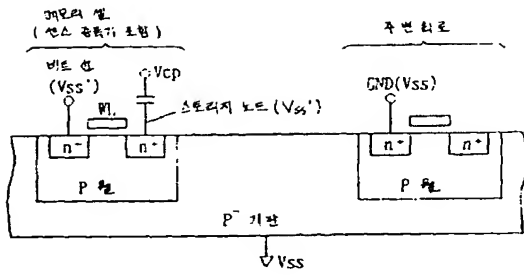 메모리 셀
( 센스 증폭기 포함 )
주변 회로
비트 선
(Vss')
Vcp
스토리지 노드 (Vss')
GND(Vss)
n+
n+
n+
n+
P 웰
P 웰
P⁻ 기판
Vss